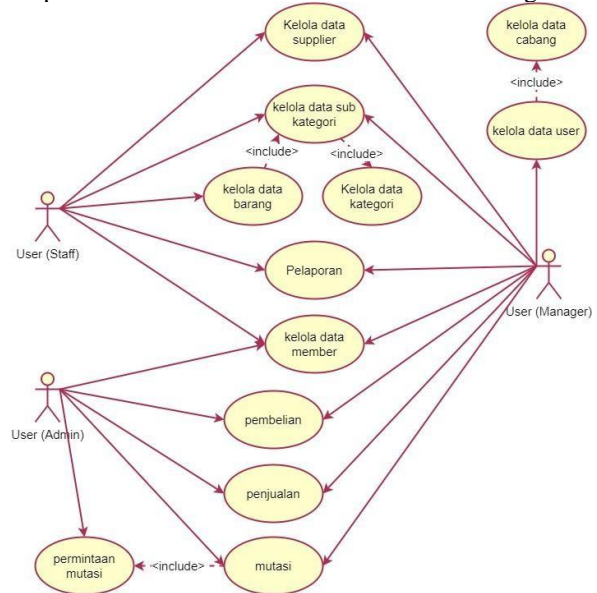 Kelola data
supplier
kelola data
cabang
<include>
kelola data sub
kategori
kelola data user
<include>
<include>
kelola data
barang
Kelola data
kategori
User (Staff)
Pelaporan
User (Manager)
kelola data
member
User (Admin)
pembelian
penjualan
permintaan
mutasi
<include>
mutasi